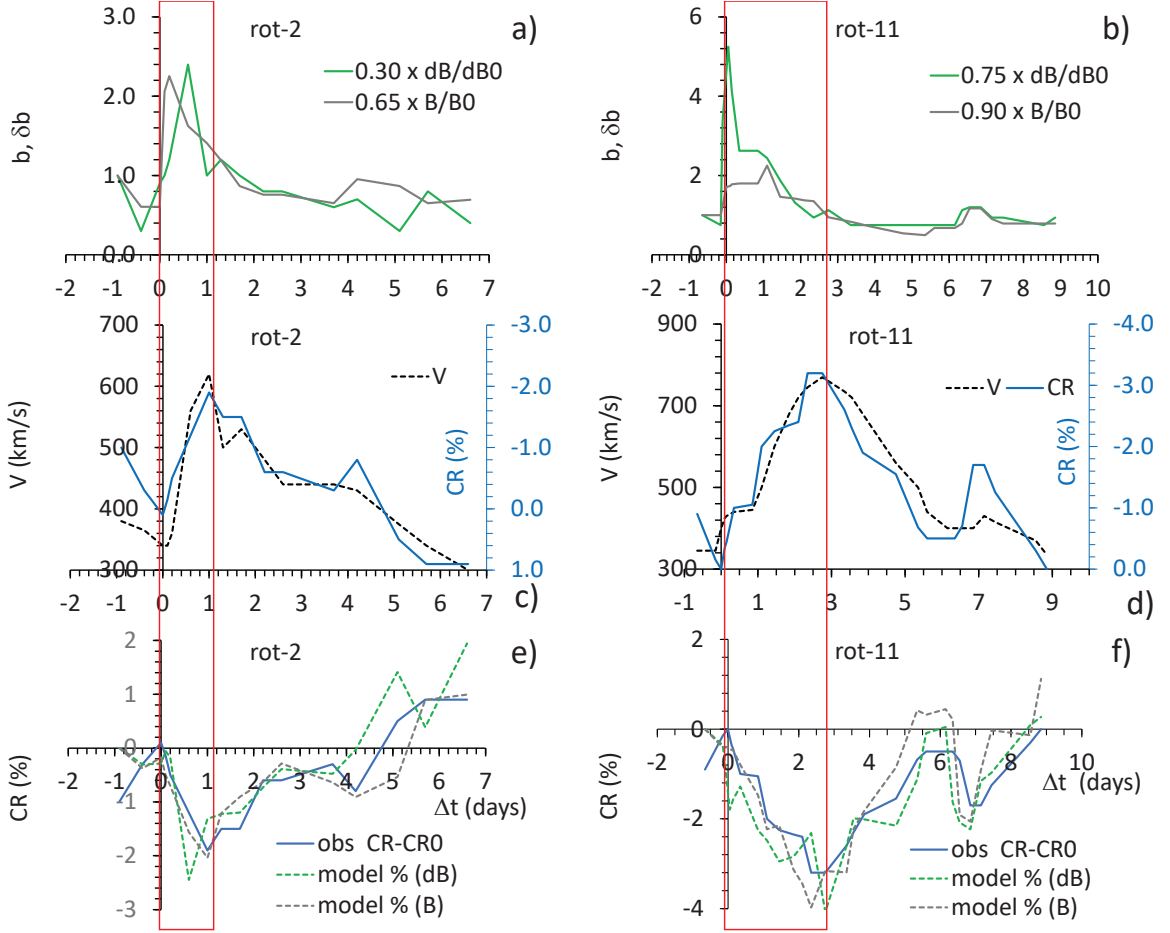 a)
rot-2
3.0
2.0
1.0
0.0
b, δb
0.30 x dB/dB0
0.65 x B/B0
-2 -1 0 1 2 3 4 5 6 7
b)
rot-11
6
4
2
0
b, δb
0.75 x dB/dB0
0.90 x B/B0
-2 -1 0 1 2 3 4 5 6 7 8 9 10
rot-2
700
600
500
400
300
V (km/s)
V
-3.0
-2.0
-1.0
0.0
1.0
CR (%)
-2 -1 0 1 2 3 4 5 6 7
c)
rot-11
900
700
500
300
V (km/s)
V CR
-4.0
-3.0
-2.0
-1.0
0.0
CR (%)
-1 1 3 5 7 9
d)
rot-2
e)
2
1
0
-1
-2
-3
CR (%)
-2 -1 0 1 2 3 4 5 6 7
Δt (days)
obs CR-CR0
model % (dB)
model % (B)
rot-11
f)
2
0
-2
-4
CR (%)
-2 0 2 4 6 8 10
Δt (days)
obs CR-CR0
model % (dB)
model % (B)